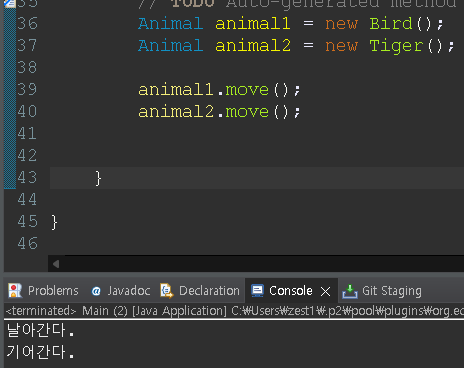 35 // TODO Auto-generated method
36 Animal animal1 = new Bird();
37 Animal animal2 = new Tiger();
38
39 animal1.move();
40 animal2.move();
41
42
43 }
44
45 }
46
Problems Javadoc Declaration Console Git Staging
<terminated> Main (2) [Java Application] C:₩Users₩zest1₩.p2₩pool₩plugins₩org.ec
날아간다.
기어간다.